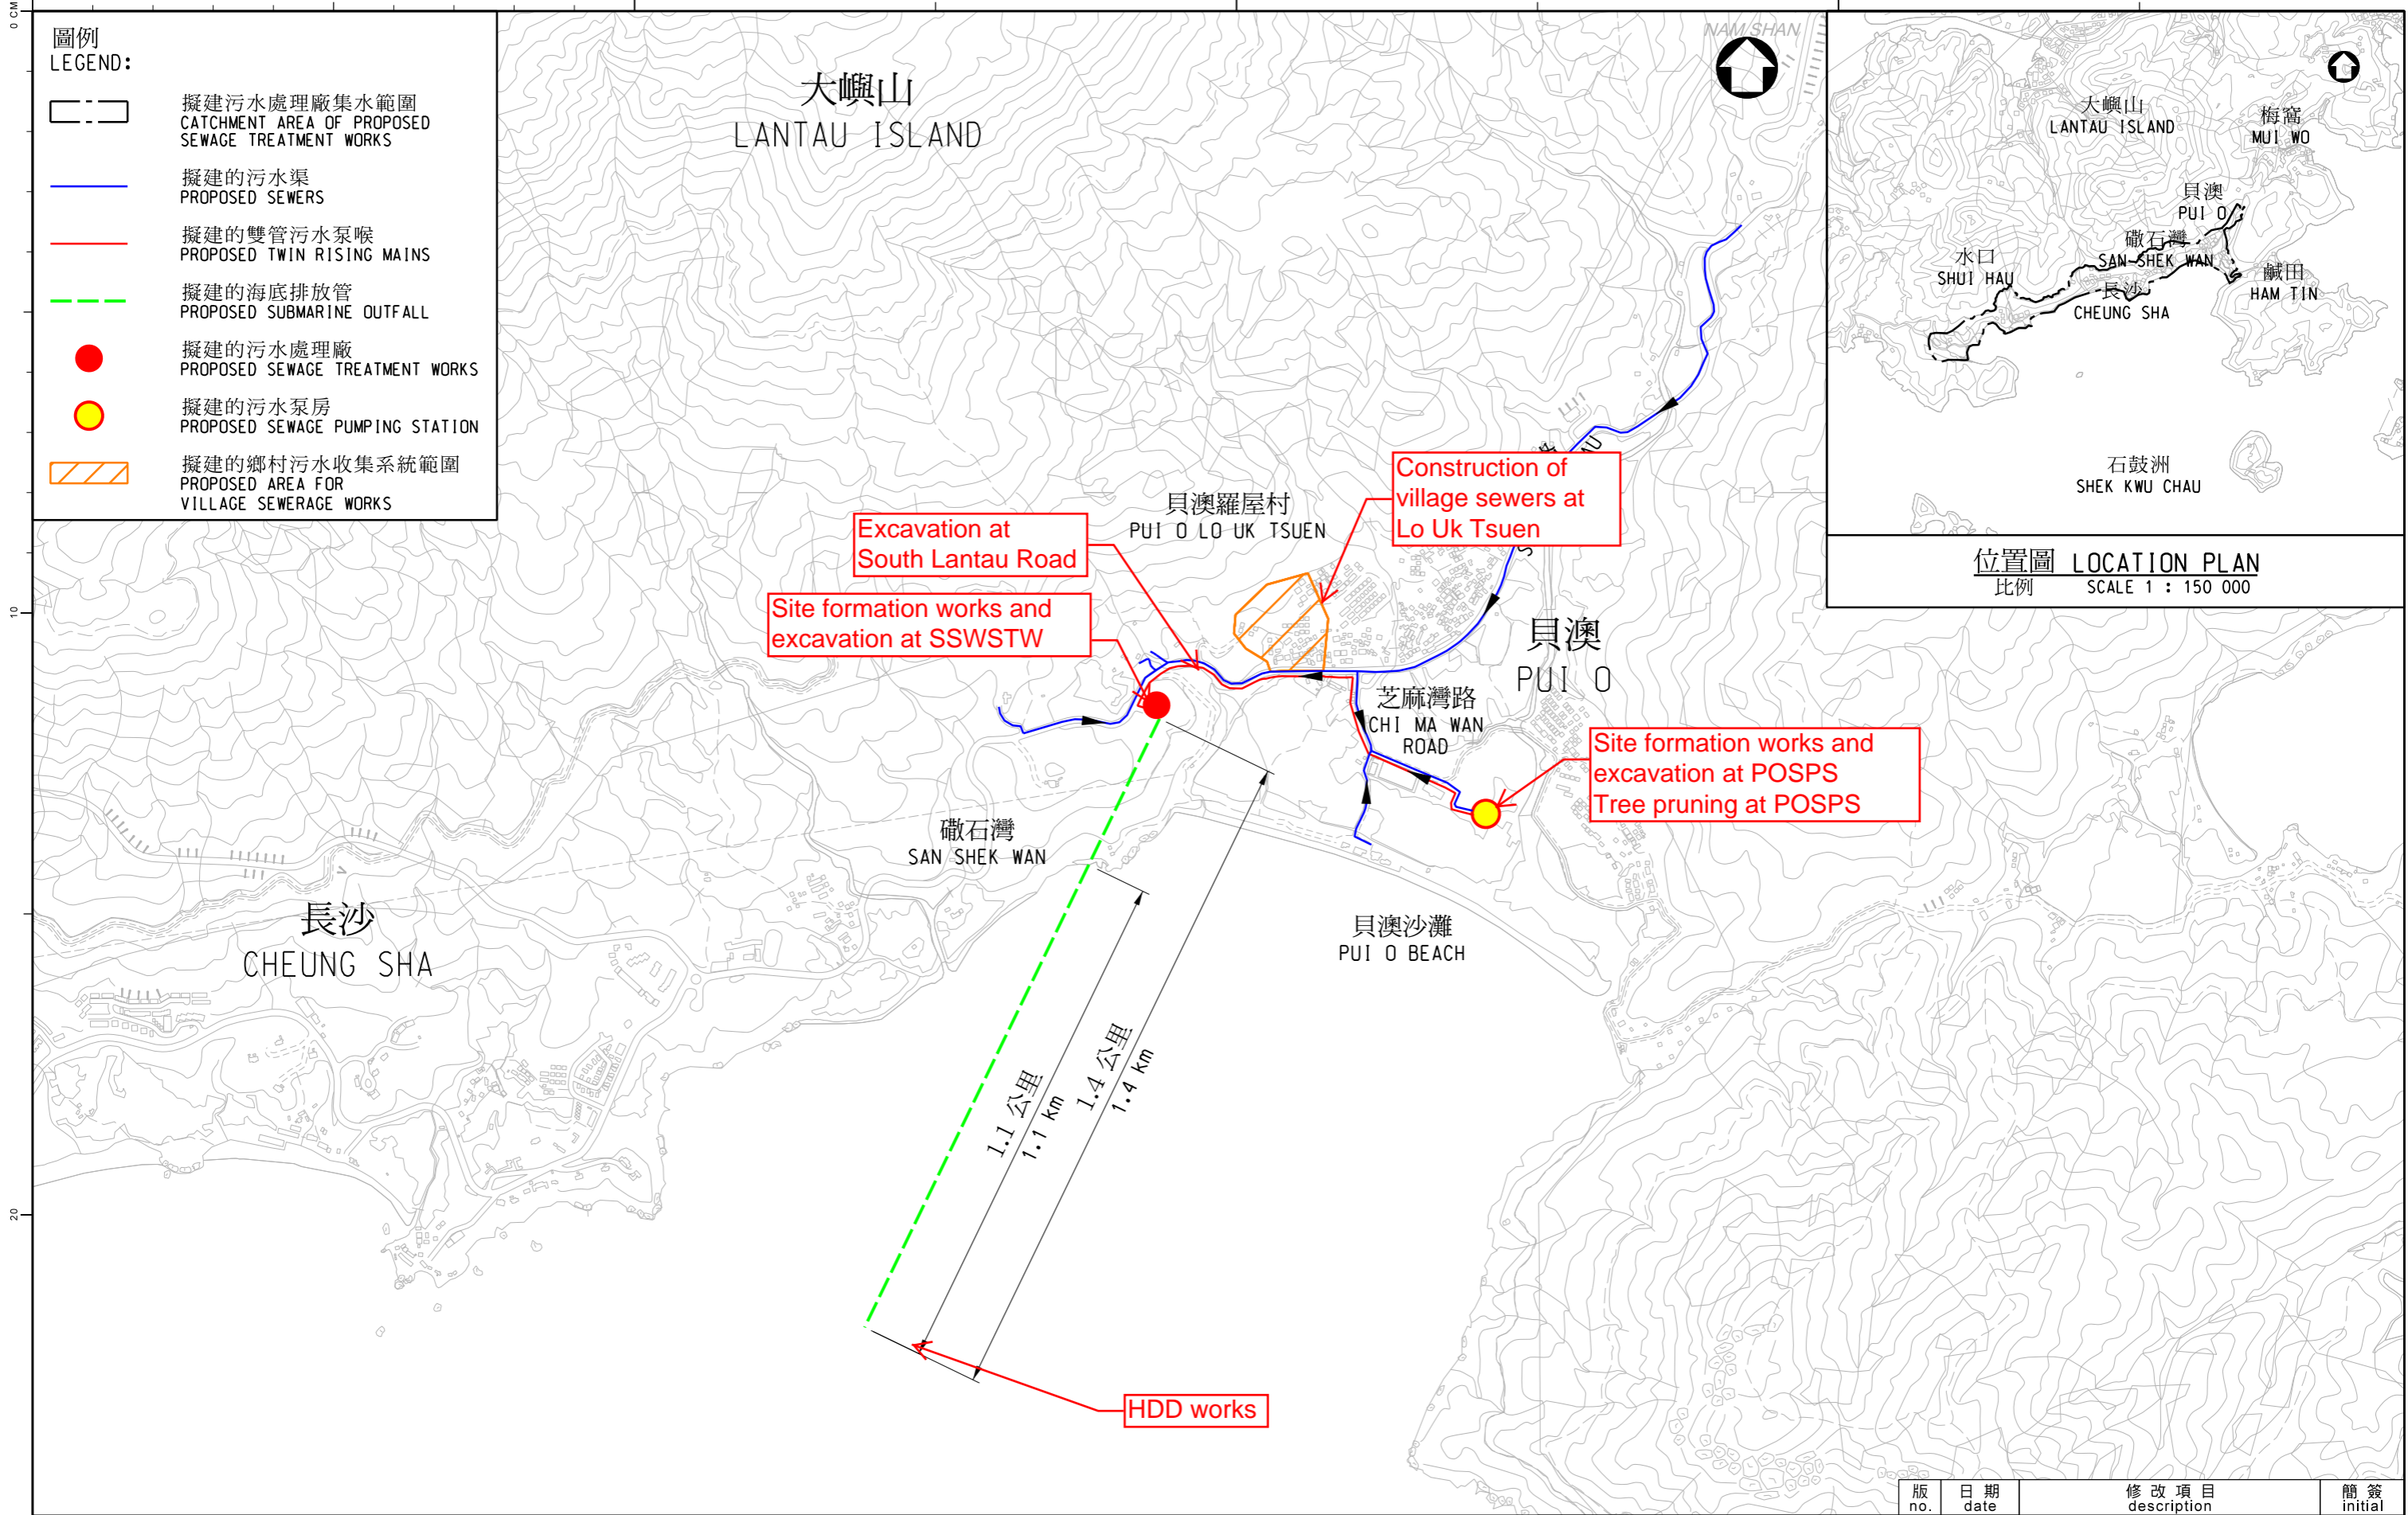 0 CM
10
20
圖例
LEGEND:
擬建污水處理廠集水範圍
CATCHMENT AREA OF PROPOSED
SEWAGE TREATMENT WORKS
擬建的污水渠
PROPOSED SEWERS
擬建的雙管污水泵喉
PROPOSED TWIN RISING MAINS
擬建的海底排放管
PROPOSED SUBMARINE OUTFALL
擬建的污水處理廠
PROPOSED SEWAGE TREATMENT WORKS
擬建的污水泵房
PROPOSED SEWAGE PUMPING STATION
擬建的鄉村污水收集系統範圍
PROPOSED AREA FOR
VILLAGE SEWERAGE WORKS
大嶼山
LANTAU ISLAND
NAM SHAN
大嶼山
LANTAU ISLAND
梅窩
MUI WO
貝澳
PUI O
磡石灣
SAN SHEK WAN
水口
SHUI HAU
鹹田
HAM TIN
長沙
CHEUNG SHA
石鼓洲
SHEK KWU CHAU
位置圖 LOCATION PLAN
比例 SCALE 1 : 150 000
Construction of
village sewers at
Lo Uk Tsuen
貝澳羅屋村
PUI O LO UK TSUEN
Excavation at
South Lantau Road
Site formation works and
excavation at SSWSTW
貝澳
PUI O
芝麻灣路
CHI MA WAN
ROAD
Site formation works and
excavation at POSPS
Tree pruning at POSPS
磡石灣
SAN SHEK WAN
長沙
CHEUNG SHA
貝澳沙灘
PUI O BEACH
1.1 公里
1.1 km
1.4 公里
1.4 km
HDD works
版 日期 修改項目 簡簽
no. date description initial